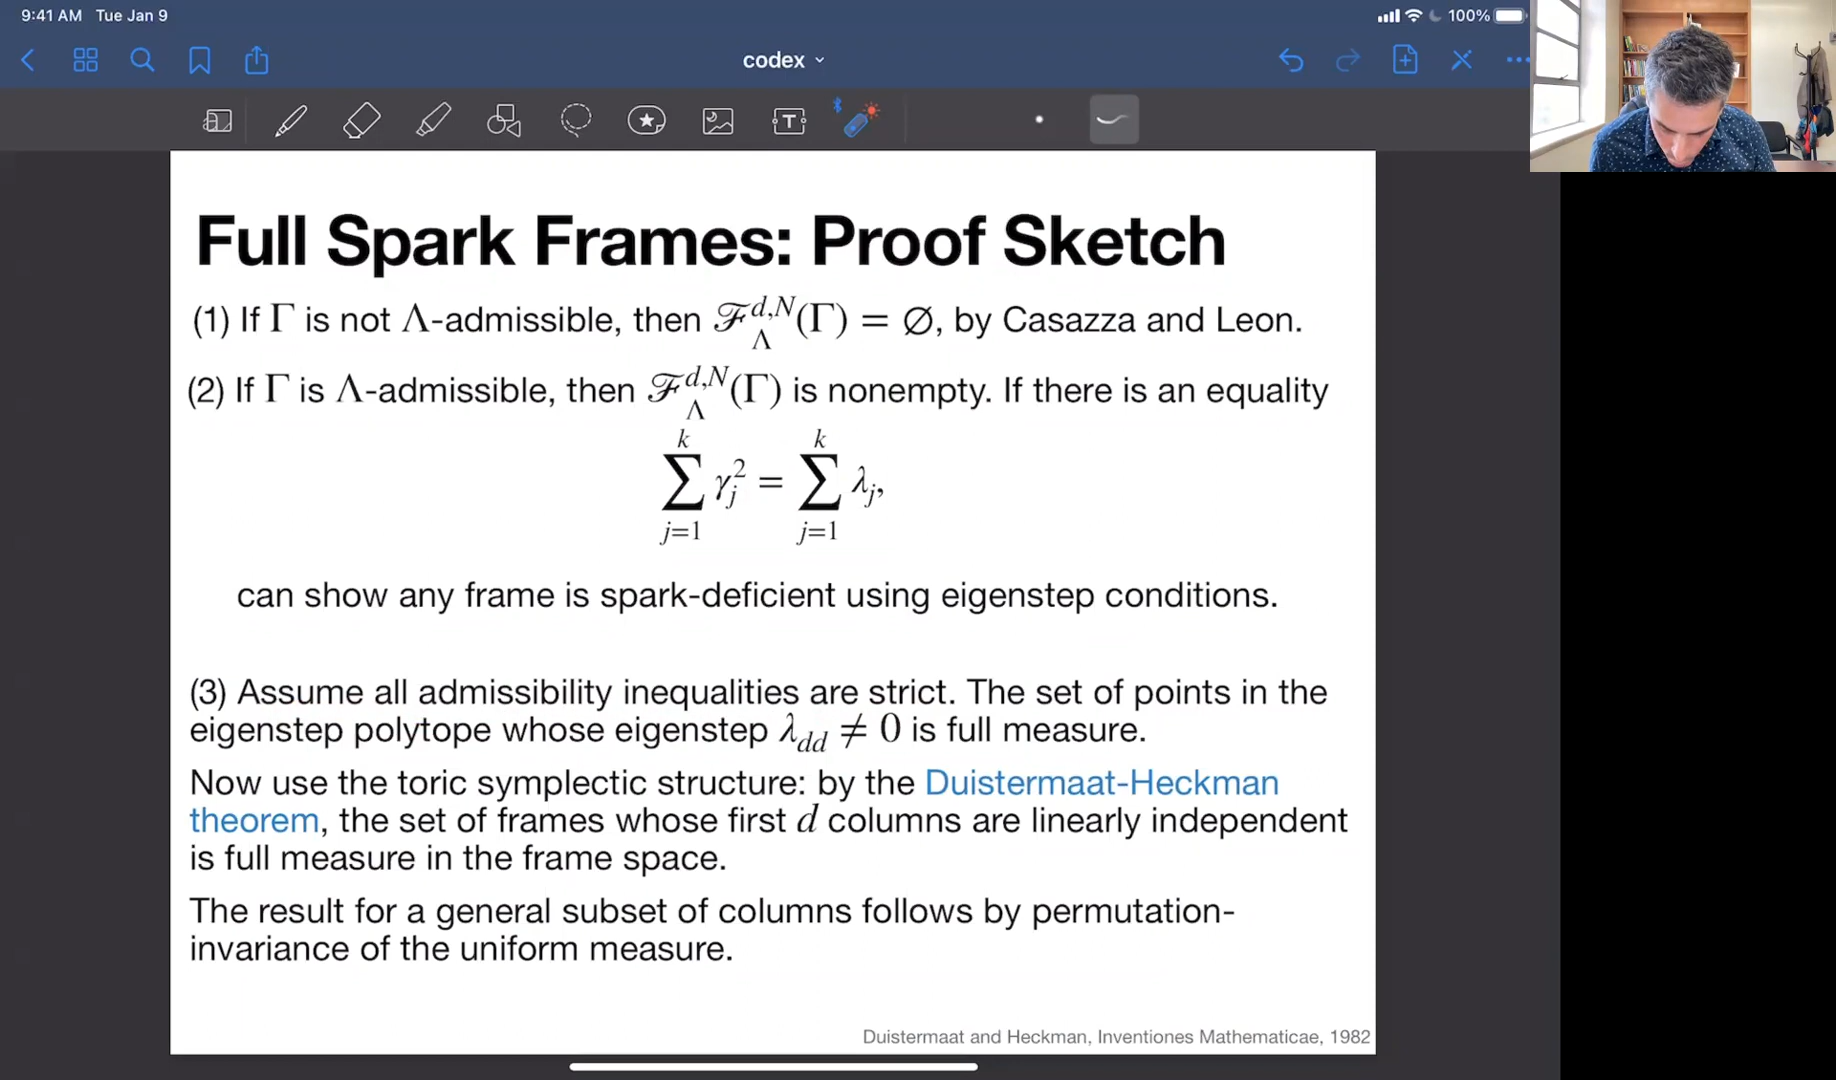 9:41 AM Tue Jan 9
100%
codex
T
Full Spark Frames: Proof Sketch
(1) If Γ is not Λ-admissible, then ℱ_Λ^{d,N}(Γ) = ∅, by Casazza and Leon.
(2) If Γ is Λ-admissible, then ℱ_Λ^{d,N}(Γ) is nonempty. If there is an equality
∑_{j=1}^{k} γ_j^2 = ∑_{j=1}^{k} λ_j,
can show any frame is spark-deficient using eigenstep conditions.
(3) Assume all admissibility inequalities are strict. The set of points in the
eigenstep polytope whose eigenstep λ_{dd} ≠ 0 is full measure.
Now use the toric symplectic structure: by the Duistermaat-Heckman
theorem, the set of frames whose first d columns are linearly independent
is full measure in the frame space.
The result for a general subset of columns follows by permutation-
invariance of the uniform measure.
Duistermaat and Heckman, Inventiones Mathematicae, 1982